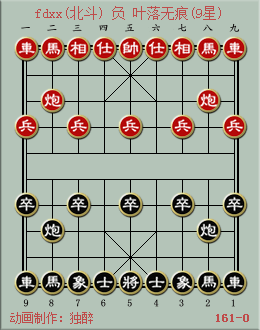 fdxx(北斗) 负 叶落无痕(9星)
一 二 三 四 五 六 七 八 九
車 馬 相 仕 帥 仕 相 馬 車
炮 炮
兵 兵 兵 兵 兵
卒 卒 卒 卒 卒
炮 炮
車 馬 象 士 将 士 象 馬 車
9 8 7 6 5 4 3 2 1
动画制作: 独醉 161-0